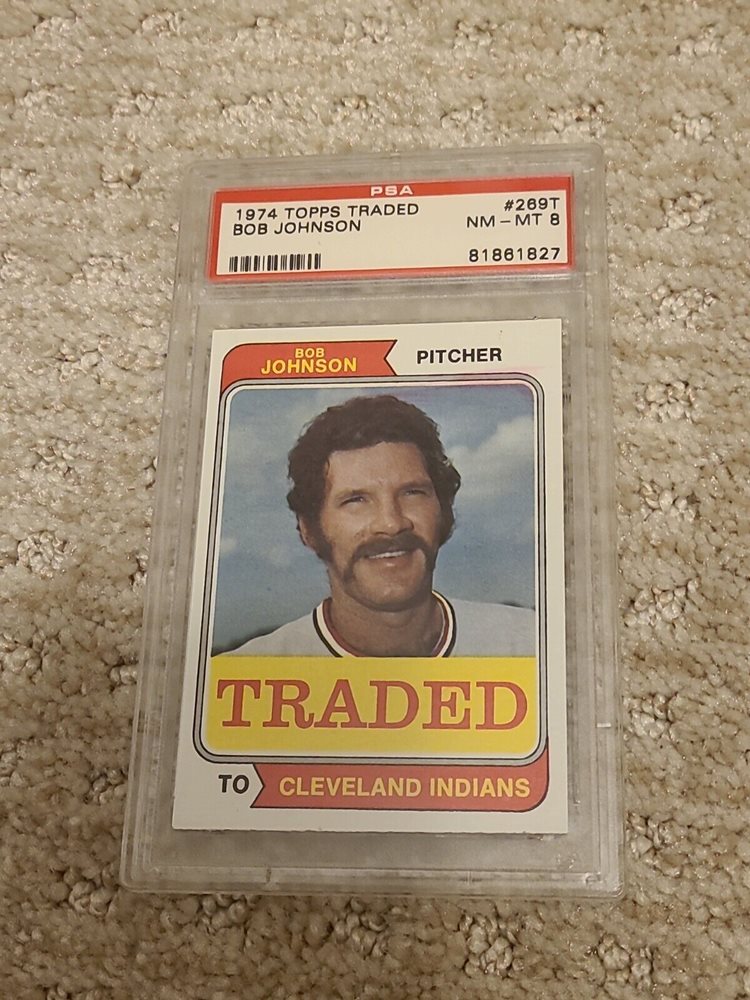 PSA
1974 TOPPS TRADED #269T
BOB JOHNSON NM - MT 8
81861827
BOB
JOHNSON
PITCHER
TRADED
TO CLEVELAND INDIANS